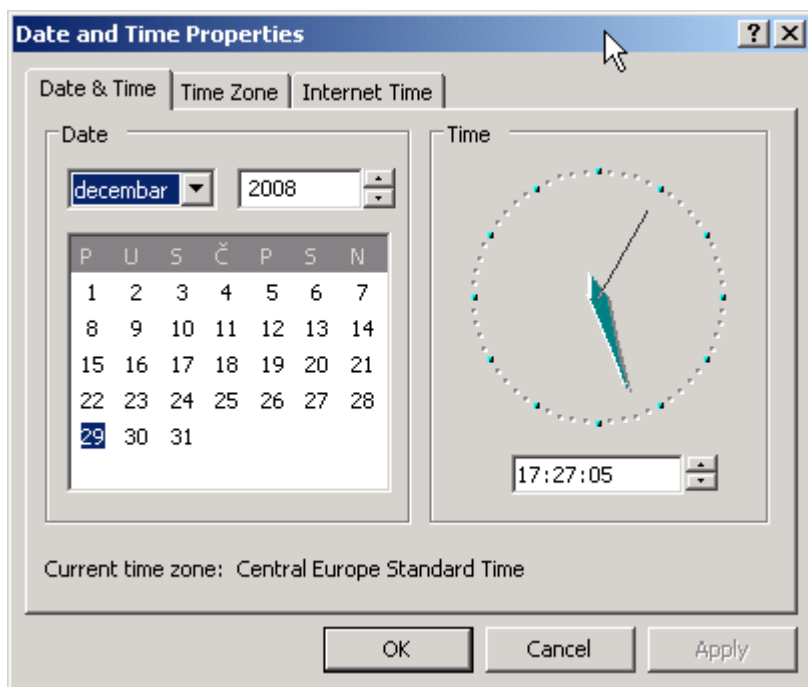 Date and Time Properties
Date & Time Time Zone Internet Time
Date Time
decembar 2008
P U S Č P S N
1 2 3 4 5 6 7
8 9 10 11 12 13 14
15 16 17 18 19 20 21
22 23 24 25 26 27 28
29 30 31
17:27:05
Current time zone: Central Europe Standard Time
OK Cancel Apply